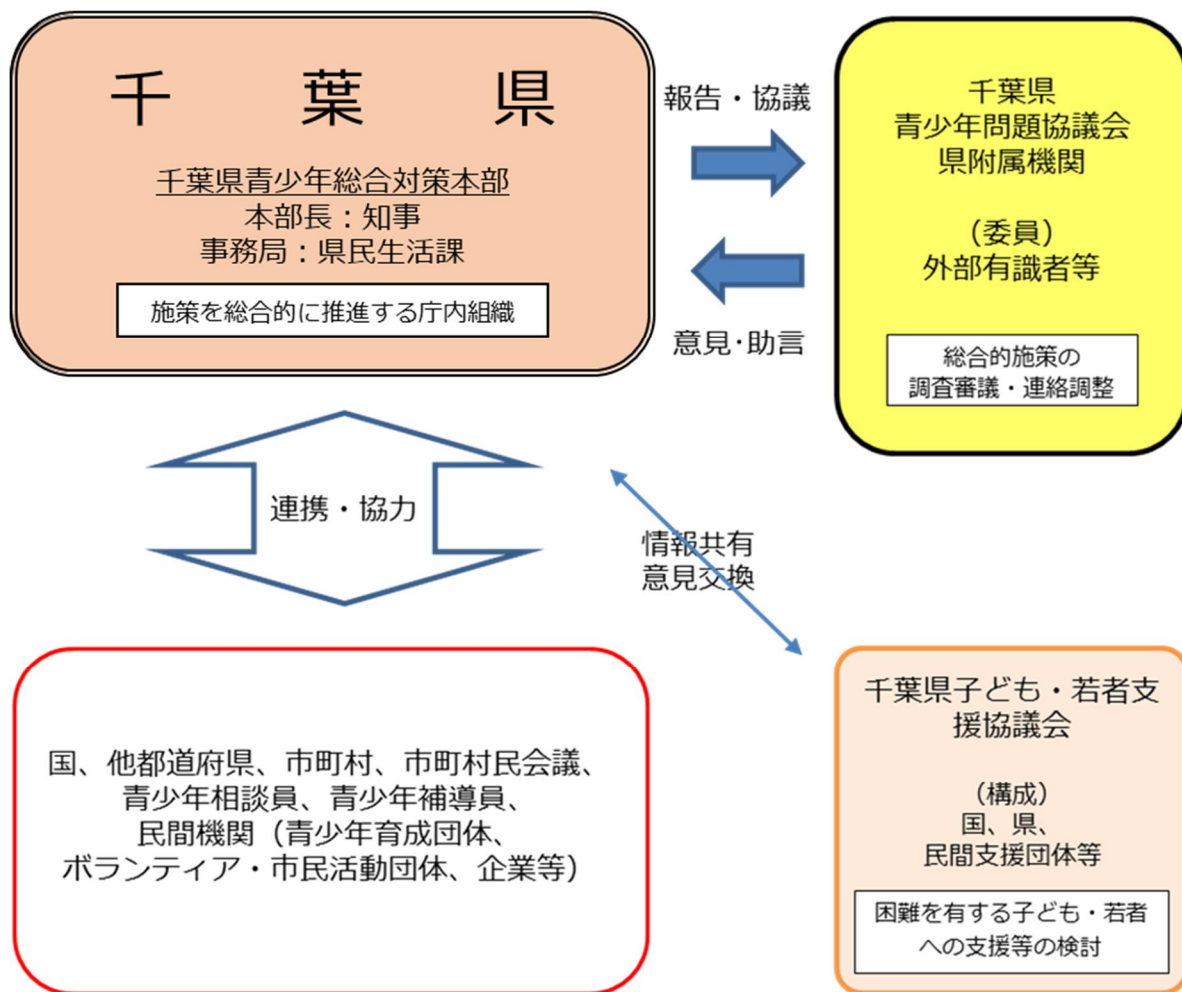 千 葉 県
千葉県青少年総合対策本部
本部長：知事
事務局：県民生活課
施策を総合的に推進する庁内組織
報告・協議
意見・助言
千葉県
青少年問題協議会
県附属機関
（委員）
外部有識者等
総合的施策の
調査審議・連絡調整
連携・協力
情報共有
意見交換
国、他都道府県、市町村、市町村民会議、
青少年相談員、青少年補導員、
民間機関（青少年育成団体、
ボランティア・市民活動団体、企業等）
千葉県子ども・若者支
援協議会
（構成）
国、県、
民間支援団体等
困難を有する子ども・若者
への支援等の検討